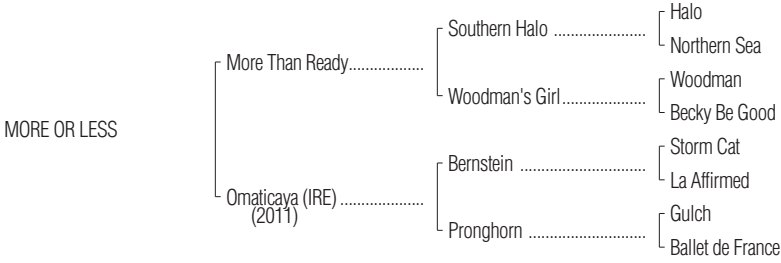 Halo
Southern Halo ......................
Northern Sea
More Than Ready..................
Woodman
Woodman's Girl....................
Becky Be Good
MORE OR LESS
Storm Cat
Bernstein ..............................
La Affirmed
Omaticaya (IRE) ....................
(2011)
Gulch
Pronghorn ............................
Ballet de France